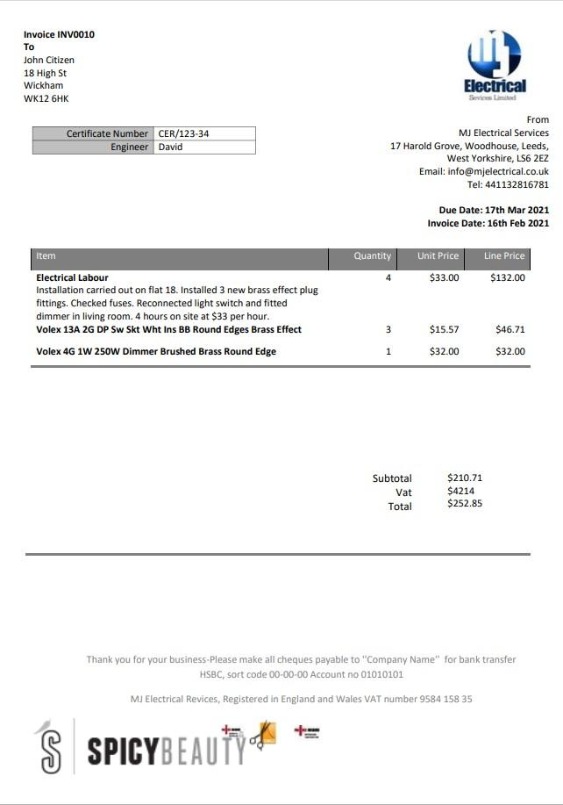 Invoice INV0010
To
John Citizen
18 High St
Wickham
WK12 6HK
MJ
Electrical
Services Limited
Certificate Number CER/123-34
Engineer David
From
MJ Electrical Services
17 Harold Grove, Woodhouse, Leeds,
West Yorkshire, LS6 2EZ
Email: info@mjelectrical.co.uk
Tel: 441132816781
Due Date: 17th Mar 2021
Invoice Date: 16th Feb 2021
Item Quantity Unit Price Line Price
Electrical Labour 4 $33.00 $132.00
Installation carried out on flat 18. Installed 3 new brass effect plug
fittings. Checked fuses. Reconnected light switch and fitted
dimmer in living room. 4 hours on site at $33 per hour.
Volex 13A 2G DP Sw Skt Wht Ins BB Round Edges Brass Effect 3 $15.57 $46.71
Volex 4G 1W 250W Dimmer Brushed Brass Round Edge 1 $32.00 $32.00
Subtotal $210.71
Vat $4214
Total $252.85
Thank you for your business-Please make all cheques payable to "Company Name" for bank transfer
HSBC, sort code 00-00-00 Account no 01010101
MJ Electrical Revices, Registered in England and Wales VAT number 9584 158 35
S SPICYBEAUTY